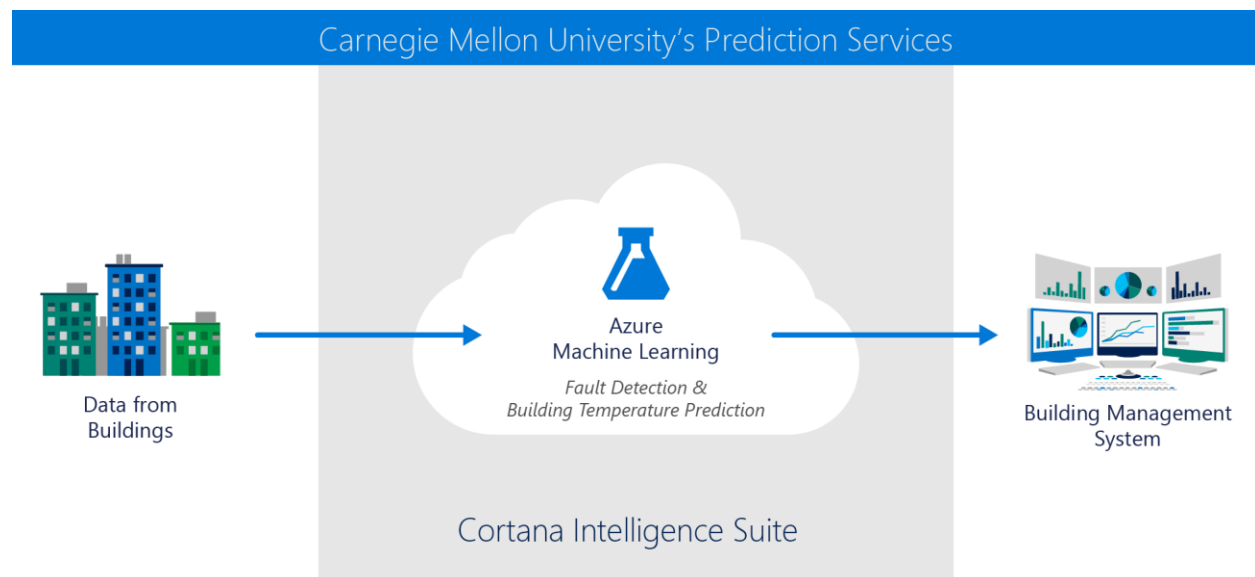 Carnegie Mellon University's Prediction Services
Azure
Machine Learning
Fault Detection &
Building Temperature Prediction
Data from
Buildings
Building Management
System
Cortana Intelligence Suite